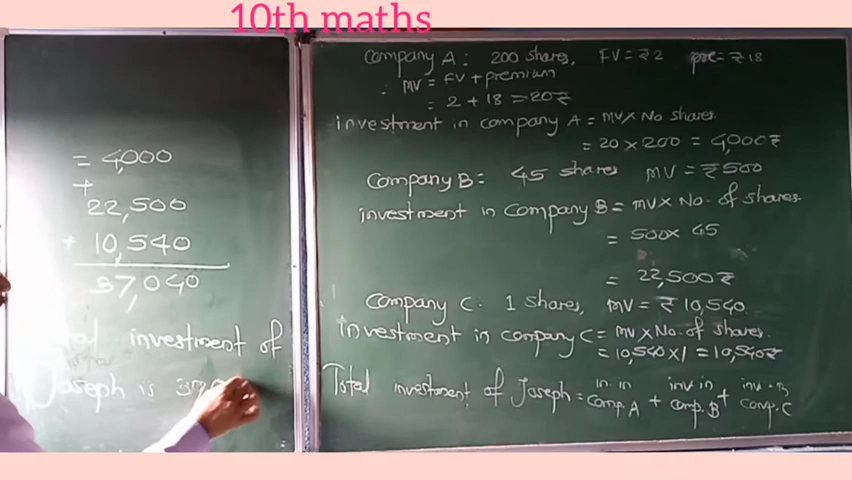 10th maths
= 4,000
+
22,500
+ 10,540
37,040
investment of
Joseph is
Company A : 200 shares, FV = ₹2 = ₹18
∴ MV = FV + premium
= 2 + 18 = 20₹
investment in company A = MV × No shares.
= 20 × 200 = 4,000₹
Company B = 45 shares MV = ₹500
investment in Company B = MV × No. of shares.
= 500 × 45
= 22,500₹
Company C . 1 shares, MV = ₹ 10,540.
investment in company C = MV × No. of shares.
= 10,540 × 1 = 10,540₹
Total investment of Joseph = in. in comp. A + inv in comp. B + inv. in comp. C